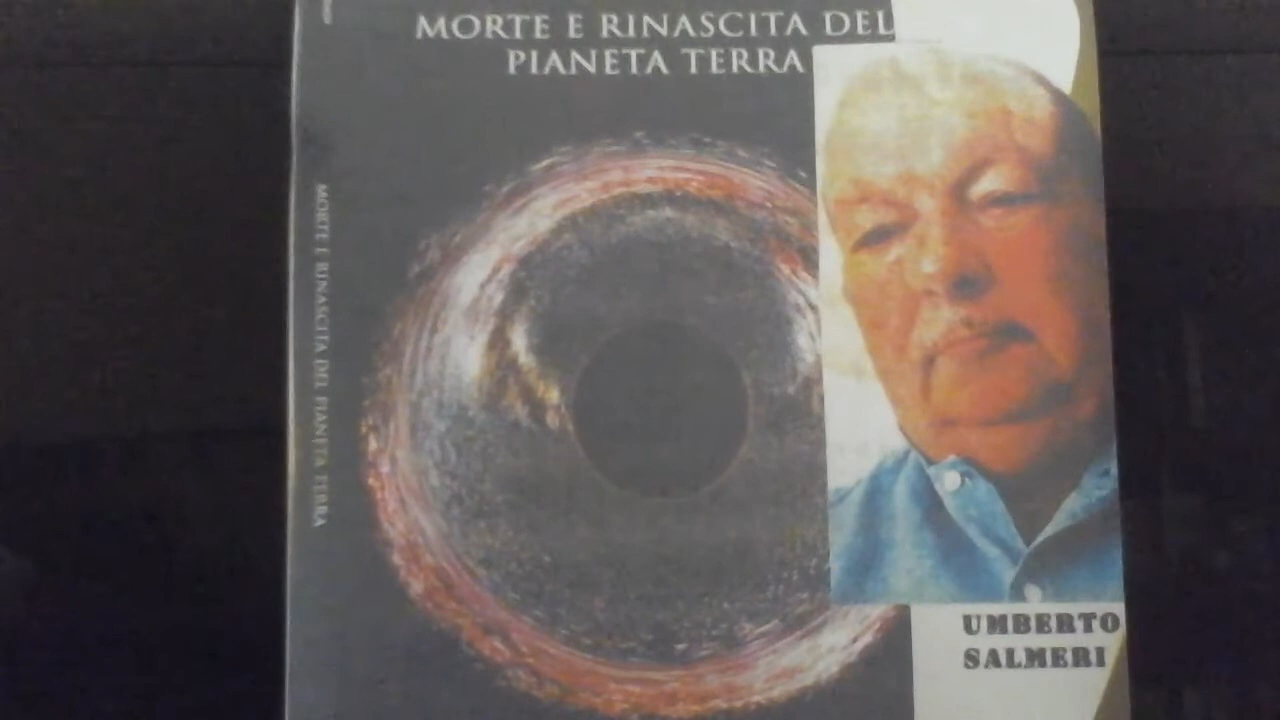 MORTE E RINASCITA DEL
PIANETA TERRA
MORTE E RINASCITA DEL PIANETA TERRA
UMBERTO
SALMERI